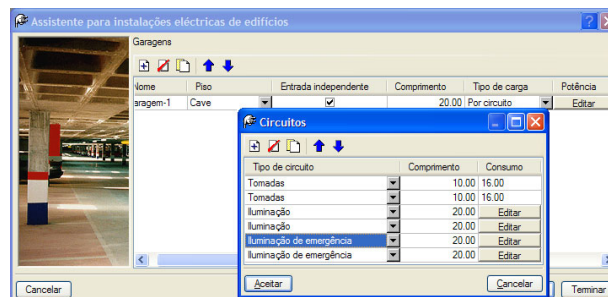 Assistente para instalações eléctricas de edifícios
Garagens
Nome Piso Entrada independente Comprimento Tipo de carga Potência
aragem-1 Cave 20.00 Por circuito Editar
Circuitos
Tipo de circuito Comprimento Consumo
Tomadas 10.00 16.00
Tomadas 10.00 16.00
Iluminação 20.00 Editar
Iluminação 20.00 Editar
Iluminação de emergência 20.00 Editar
Iluminação de emergência 20.00 Editar
Aceitar Cancelar
Cancelar Terminar